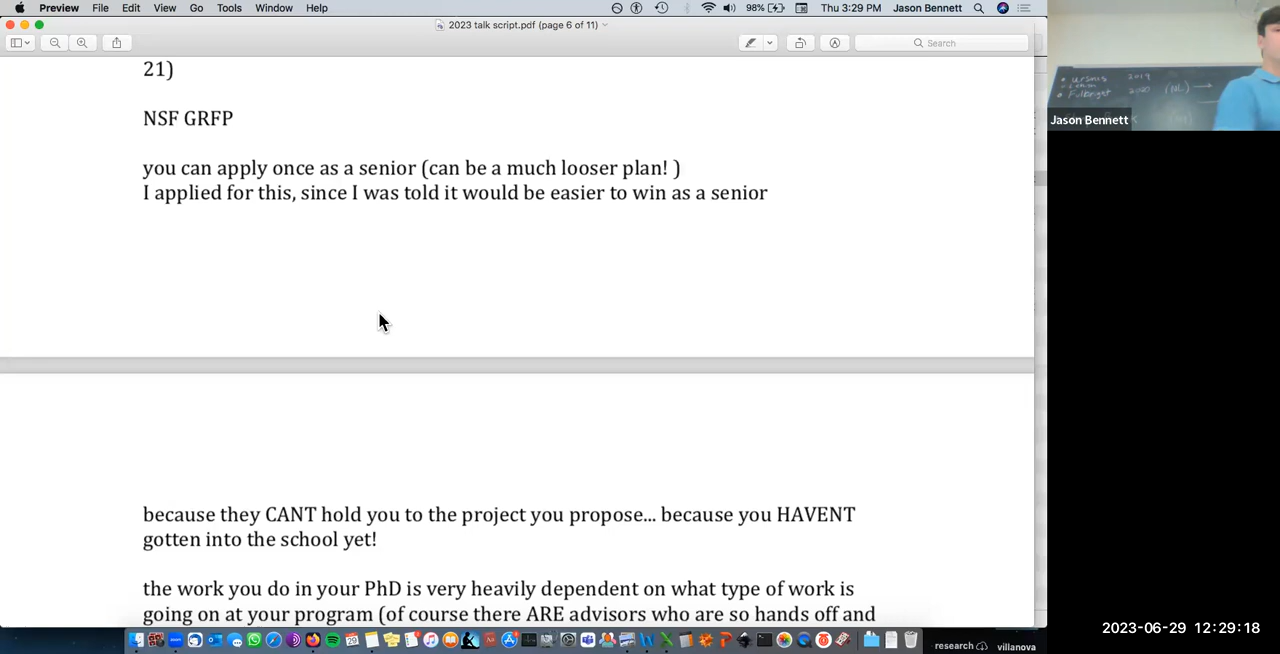 Preview File Edit View Go Tools Window Help 98% Thu 3:29 PM Jason Bennett
2023 talk script.pdf (page 6 of 11)
Search
21)
NSF GRFP
you can apply once as a senior (can be a much looser plan! )
I applied for this, since I was told it would be easier to win as a senior
because they CANT hold you to the project you propose... because you HAVENT
gotten into the school yet!
the work you do in your PhD is very heavily dependent on what type of work is
going on at your program (of course there ARE advisors who are so hands off and
research villanova
Ursinus 2019
Fulbright 2020 (NL) →
Jason Bennett
2023-06-29 12:29:18